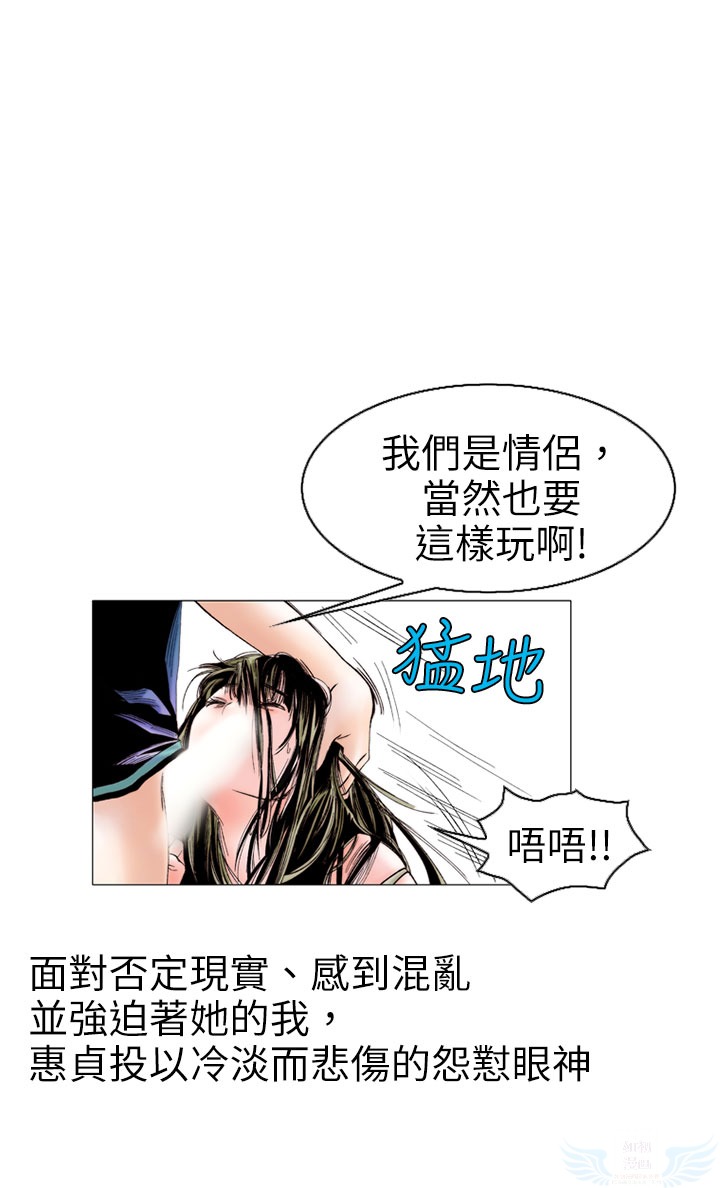 我們是情侶，
當然也要
這樣玩啊!
猛地
唔唔!!
面對否定現實、感到混亂
並強迫著她的我，
惠貞投以冷淡而悲傷的怨懟眼神